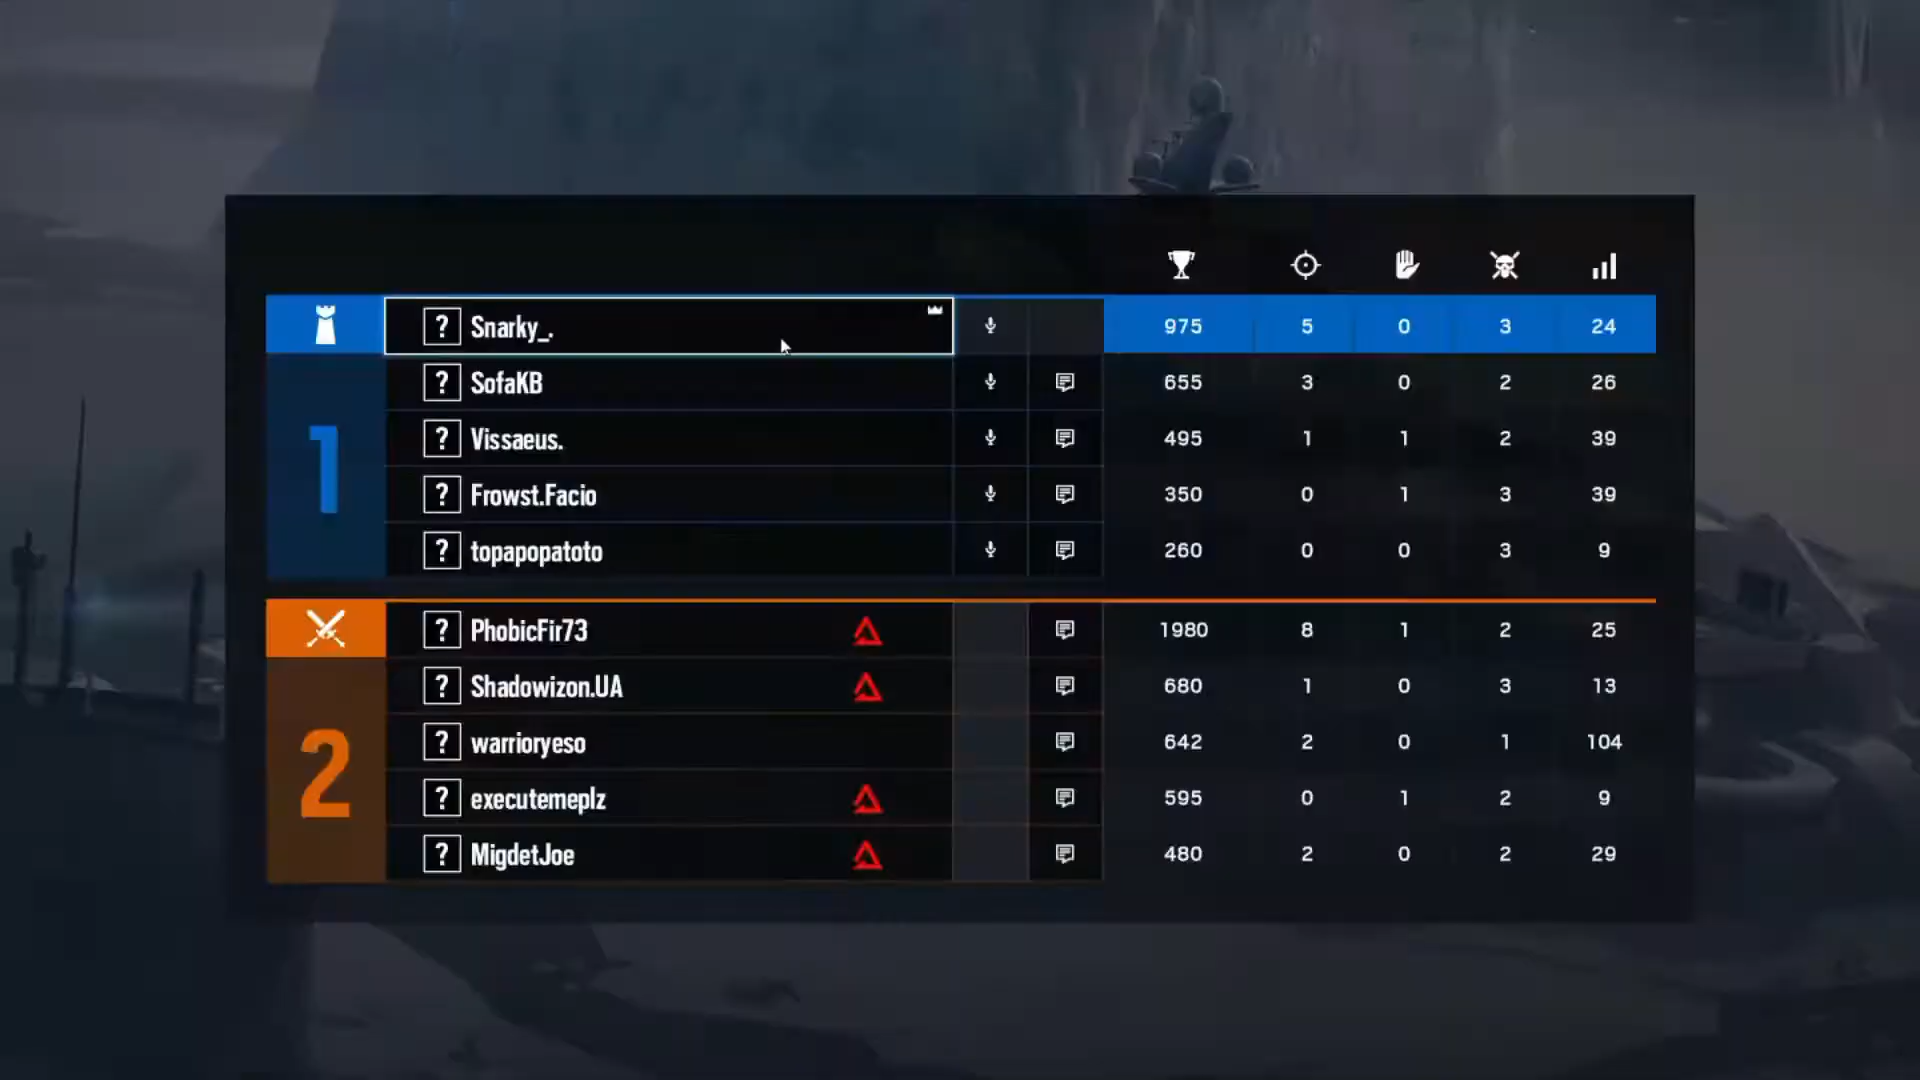 ? Snarky_. 975 5 0 3 24
? SofaKB 655 3 0 2 26
1
? Vissaeus. 495 1 1 2 39
? Frowst.Facio 350 0 1 3 39
? topapopatoto 260 0 0 3 9
? PhobicFir73 1980 8 1 2 25
? Shadowizon.UA 680 1 0 3 13
2
? warrioryeso 642 2 0 1 104
? executemeplz 595 0 1 2 9
? MigdetJoe 480 2 0 2 29